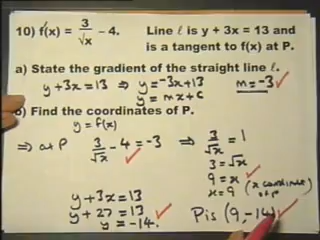 10) f'(x) = 3/√x - 4.
Line ℓ is y + 3x = 13 and
is a tangent to f(x) at P.
a) State the gradient of the straight line ℓ.
y+3x=13 ⇒ y=-3x+13 m=-3 ✓
y=mx+c
b) Find the coordinates of P.
y=f(x)
⇒ at P 3/√x - 4 = -3 ✓ ⇒ 3/√x = 1
3=√x
9=x ✓
x=9 (x coordinate of P)
y+3x=13
y+27=13
y=-14. ✓
P is (9,-14) ✓